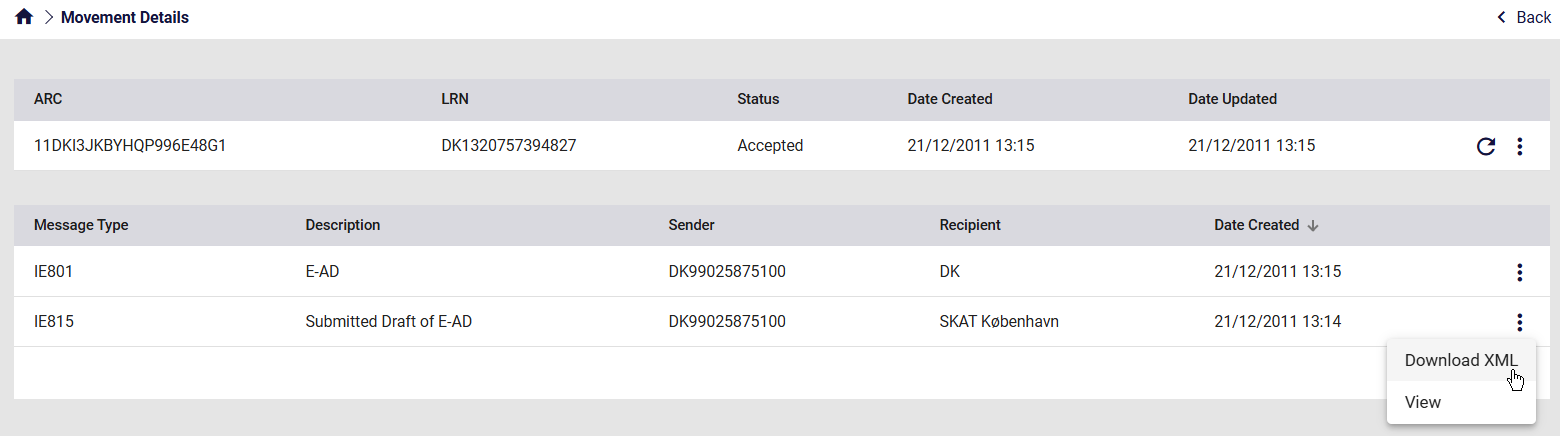 Movement Details
Back
ARC LRN Status Date Created Date Updated
11DKI3JKBYHQP996E48G1 DK1320757394827 Accepted 21/12/2011 13:15 21/12/2011 13:15
Message Type Description Sender Recipient Date Created
IE801 E-AD DK99025875100 DK 21/12/2011 13:15
IE815 Submitted Draft of E-AD DK99025875100 SKAT København 21/12/2011 13:14
Download XML
View